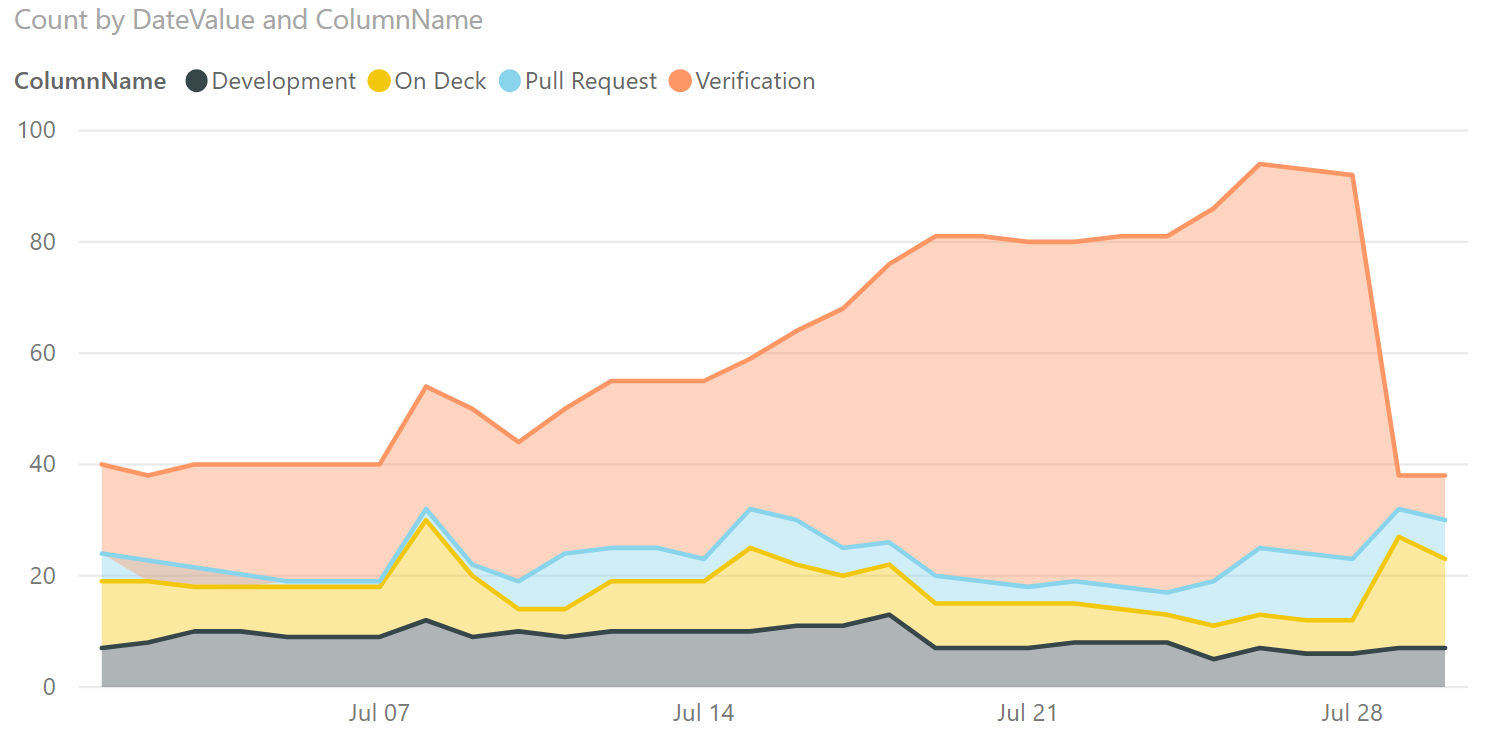 Count by DateValue and ColumnName
ColumnName Development On Deck Pull Request Verification
100
80
60
40
20
0
Jul 07 Jul 14 Jul 21 Jul 28